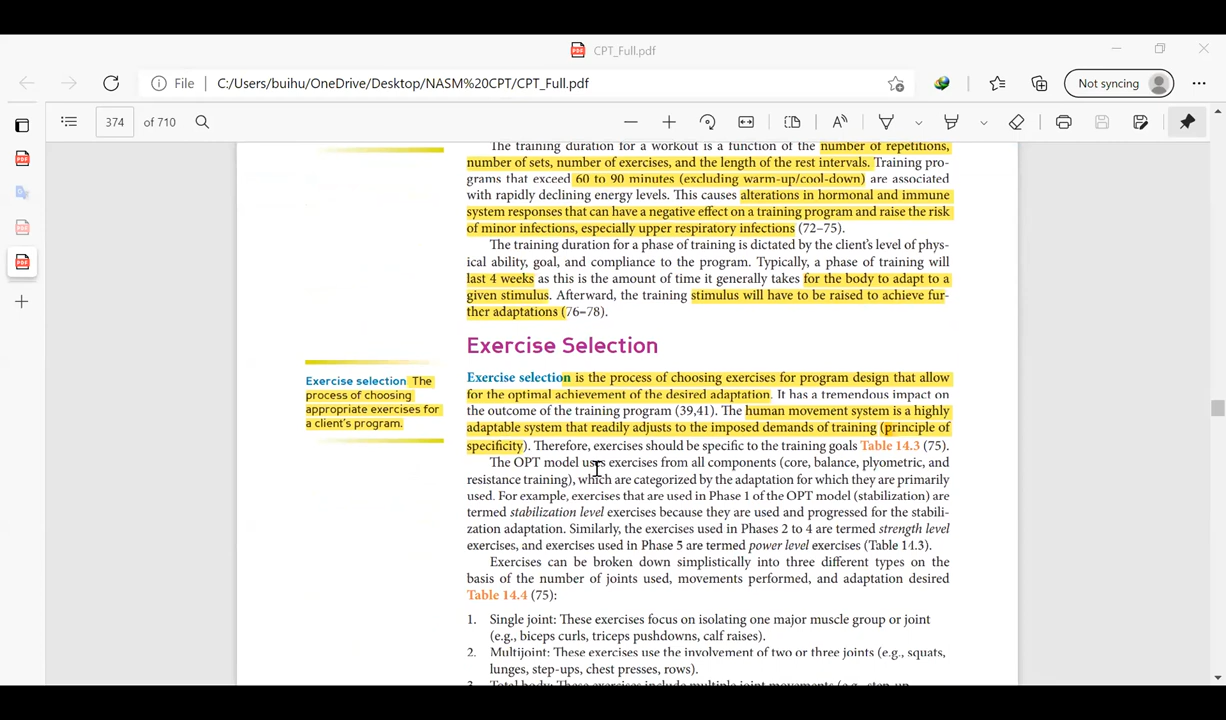 CPT_Full.pdf
File
C:/Users/buihu/OneDrive/Desktop/NASM%20CPT/CPT_Full.pdf
Not syncing
374 of 710
The training duration for a workout is a function of the number of repetitions,
number of sets, number of exercises, and the length of the rest intervals. Training pro-
grams that exceed 60 to 90 minutes (excluding warm-up/cool-down) are associated
with rapidly declining energy levels. This causes alterations in hormonal and immune
system responses that can have a negative effect on a training program and raise the risk
of minor infections, especially upper respiratory infections (72–75).
The training duration for a phase of training is dictated by the client's level of phys-
ical ability, goal, and compliance to the program. Typically, a phase of training will
last 4 weeks as this is the amount of time it generally takes for the body to adapt to a
given stimulus. Afterward, the training stimulus will have to be raised to achieve fur-
ther adaptations (76–78).
Exercise Selection
Exercise selection The
process of choosing
appropriate exercises for
a client's program.
Exercise selection is the process of choosing exercises for program design that allow
for the optimal achievement of the desired adaptation. It has a tremendous impact on
the outcome of the training program (39,41). The human movement system is a highly
adaptable system that readily adjusts to the imposed demands of training (principle of
specificity). Therefore, exercises should be specific to the training goals Table 14.3 (75).
The OPT model uses exercises from all components (core, balance, plyometric, and
resistance training), which are categorized by the adaptation for which they are primarily
used. For example, exercises that are used in Phase 1 of the OPT model (stabilization) are
termed stabilization level exercises because they are used and progressed for the stabili-
zation adaptation. Similarly, the exercises used in Phases 2 to 4 are termed strength level
exercises, and exercises used in Phase 5 are termed power level exercises (Table 14.3).
Exercises can be broken down simplistically into three different types on the
basis of the number of joints used, movements performed, and adaptation desired
Table 14.4 (75):
1. Single joint: These exercises focus on isolating one major muscle group or joint
(e.g., biceps curls, triceps pushdowns, calf raises).
2. Multijoint: These exercises use the involvement of two or three joints (e.g., squats,
lunges, step-ups, chest presses, rows).
3. Total body: These exercises include multiple joint movements (e.g., step-up,